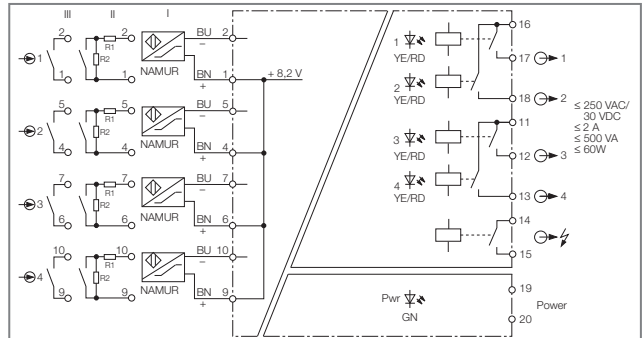 III II I
2 2 BU 2
R1 –
R2
1 1 1 BN 1 + 8,2 V
NAMUR +
5 5 BU 5
R1 –
R2
2 4 4 BN 4
NAMUR +
7 7 BU 7
R1 –
R2
3 6 6 BN 6
NAMUR +
10 10 BU 10
R1 –
R2
4 9 9 BN 9
NAMUR +
16
1
YE/RD
17 1
2
YE/RD
18 2
11
3
YE/RD
12 3
4
YE/RD
13 4
14
15
≤ 250 VAC/
30 VDC
≤ 2 A
≤ 500 VA
≤ 60W
19
Pwr Power
GN
20